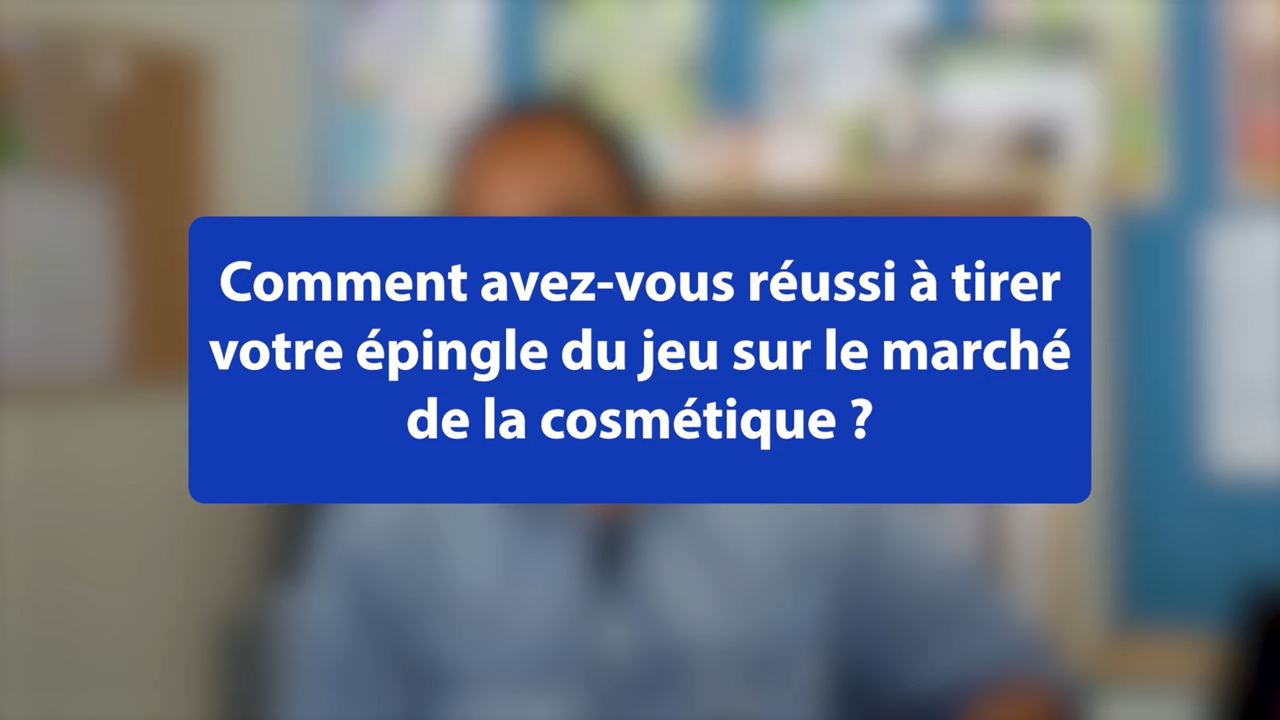 Comment avez-vous réussi à tirer
votre épingle du jeu sur le marché
de la cosmétique ?